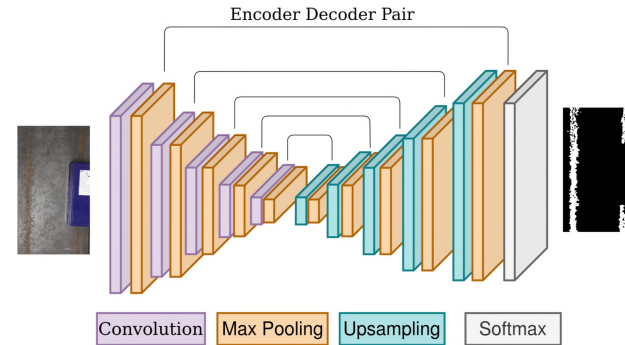 Encoder Decoder Pair
Convolution Max Pooling Upsampling Softmax